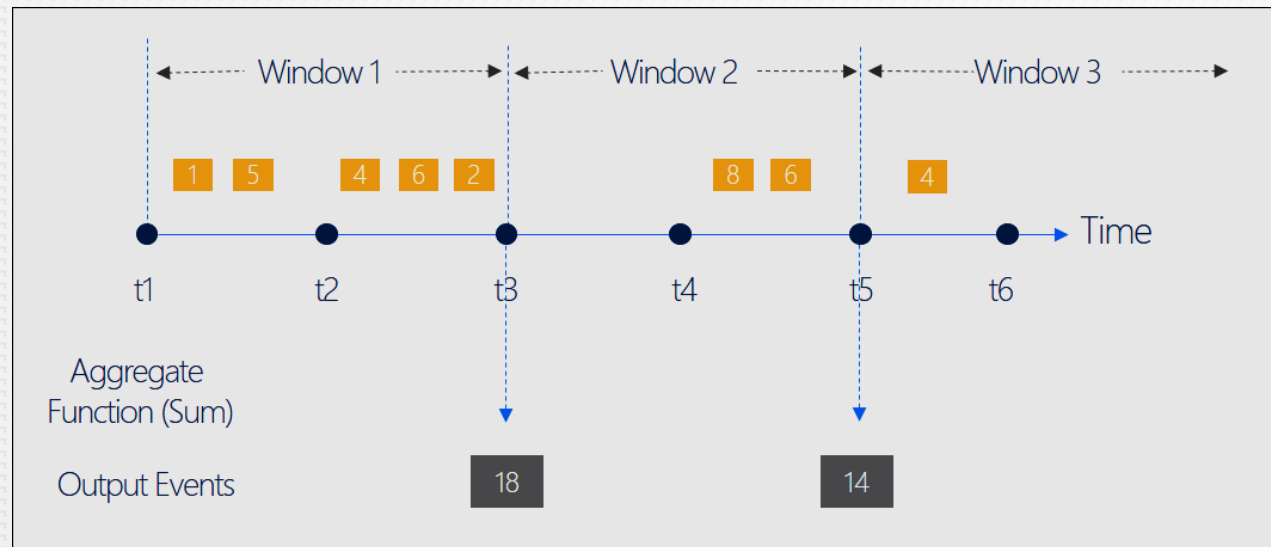 Window 1
Window 2
Window 3
1 5 4 6 2 8 6 4
Time
t1 t2 t3 t4 t5 t6
Aggregate
Function (Sum)
Output Events
18
14